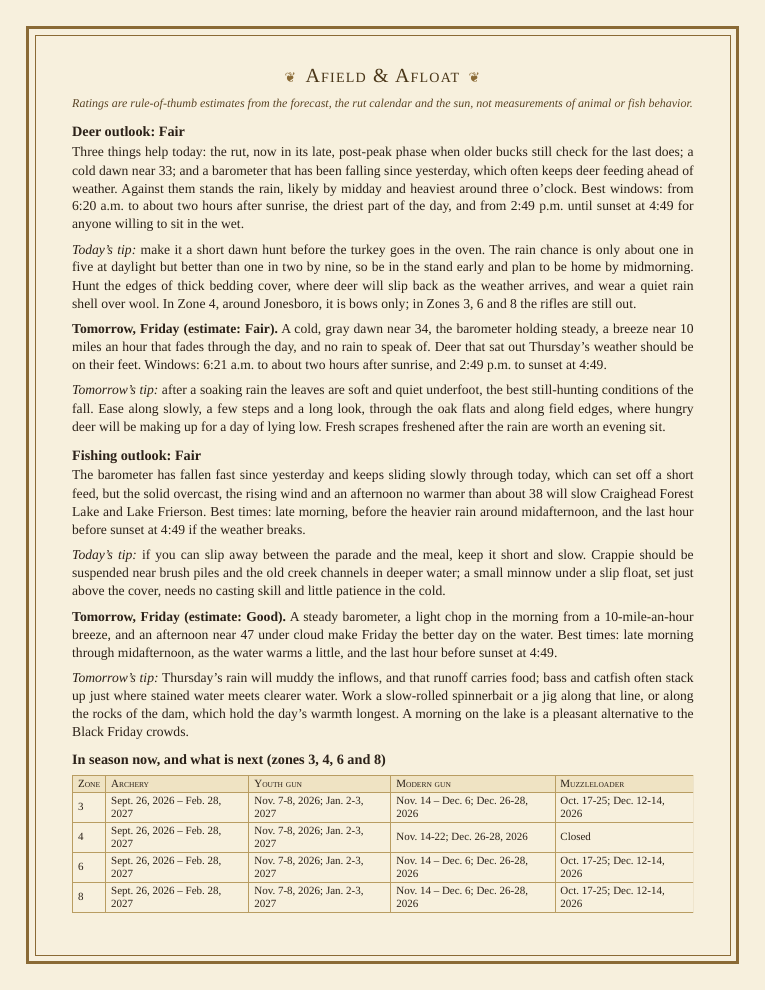 ❦ Afield & Afloat ❦
Ratings are rule-of-thumb estimates from the forecast, the rut calendar and the sun, not measurements of animal or fish behavior.
Deer outlook: Fair
Three things help today: the rut, now in its late, post-peak phase when older bucks still check for the last does; a
cold dawn near 33; and a barometer that has been falling since yesterday, which often keeps deer feeding ahead of
weather. Against them stands the rain, likely by midday and heaviest around three o’clock. Best windows: from
6:20 a.m. to about two hours after sunrise, the driest part of the day, and from 2:49 p.m. until sunset at 4:49 for
anyone willing to sit in the wet.
Today’s tip: make it a short dawn hunt before the turkey goes in the oven. The rain chance is only about one in
five at daylight but better than one in two by nine, so be in the stand early and plan to be home by midmorning.
Hunt the edges of thick bedding cover, where deer will slip back as the weather arrives, and wear a quiet rain
shell over wool. In Zone 4, around Jonesboro, it is bows only; in Zones 3, 6 and 8 the rifles are still out.
Tomorrow, Friday (estimate: Fair). A cold, gray dawn near 34, the barometer holding steady, a breeze near 10
miles an hour that fades through the day, and no rain to speak of. Deer that sat out Thursday’s weather should be
on their feet. Windows: 6:21 a.m. to about two hours after sunrise, and 2:49 p.m. to sunset at 4:49.
Tomorrow’s tip: after a soaking rain the leaves are soft and quiet underfoot, the best still-hunting conditions of the
fall. Ease along slowly, a few steps and a long look, through the oak flats and along field edges, where hungry
deer will be making up for a day of lying low. Fresh scrapes freshened after the rain are worth an evening sit.
Fishing outlook: Fair
The barometer has fallen fast since yesterday and keeps sliding slowly through today, which can set off a short
feed, but the solid overcast, the rising wind and an afternoon no warmer than about 38 will slow Craighead Forest
Lake and Lake Frierson. Best times: late morning, before the heavier rain around midafternoon, and the last hour
before sunset at 4:49 if the weather breaks.
Today’s tip: if you can slip away between the parade and the meal, keep it short and slow. Crappie should be
suspended near brush piles and the old creek channels in deeper water; a small minnow under a slip float, set just
above the cover, needs no casting skill and little patience in the cold.
Tomorrow, Friday (estimate: Good). A steady barometer, a light chop in the morning from a 10-mile-an-hour
breeze, and an afternoon near 47 under cloud make Friday the better day on the water. Best times: late morning
through midafternoon, as the water warms a little, and the last hour before sunset at 4:49.
Tomorrow’s tip: Thursday’s rain will muddy the inflows, and that runoff carries food; bass and catfish often stack
up just where stained water meets clearer water. Work a slow-rolled spinnerbait or a jig along that line, or along
the rocks of the dam, which hold the day’s warmth longest. A morning on the lake is a pleasant alternative to the
Black Friday crowds.
In season now, and what is next (zones 3, 4, 6 and 8)
Zone Archery Youth gun Modern gun Muzzleloader
3 Sept. 26, 2026 – Feb. 28, 2027 Nov. 7-8, 2026; Jan. 2-3, 2027 Nov. 14 – Dec. 6; Dec. 26-28, 2026 Oct. 17-25; Dec. 12-14, 2026
4 Sept. 26, 2026 – Feb. 28, 2027 Nov. 7-8, 2026; Jan. 2-3, 2027 Nov. 14-22; Dec. 26-28, 2026 Closed
6 Sept. 26, 2026 – Feb. 28, 2027 Nov. 7-8, 2026; Jan. 2-3, 2027 Nov. 14 – Dec. 6; Dec. 26-28, 2026 Oct. 17-25; Dec. 12-14, 2026
8 Sept. 26, 2026 – Feb. 28, 2027 Nov. 7-8, 2026; Jan. 2-3, 2027 Nov. 14 – Dec. 6; Dec. 26-28, 2026 Oct. 17-25; Dec. 12-14, 2026